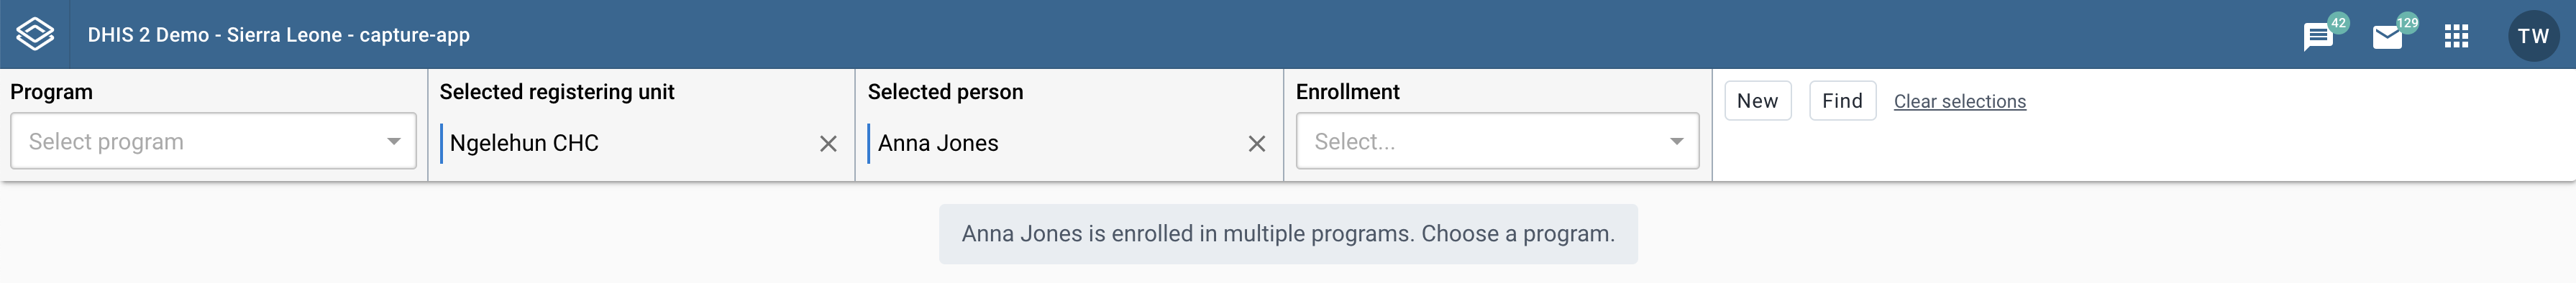 DHIS 2 Demo - Sierra Leone - capture-app
42
129
TW
Program
Select program
Selected registering unit
Ngelehun CHC
Selected person
Anna Jones
Enrollment
Select...
New
Find
Clear selections
Anna Jones is enrolled in multiple programs. Choose a program.